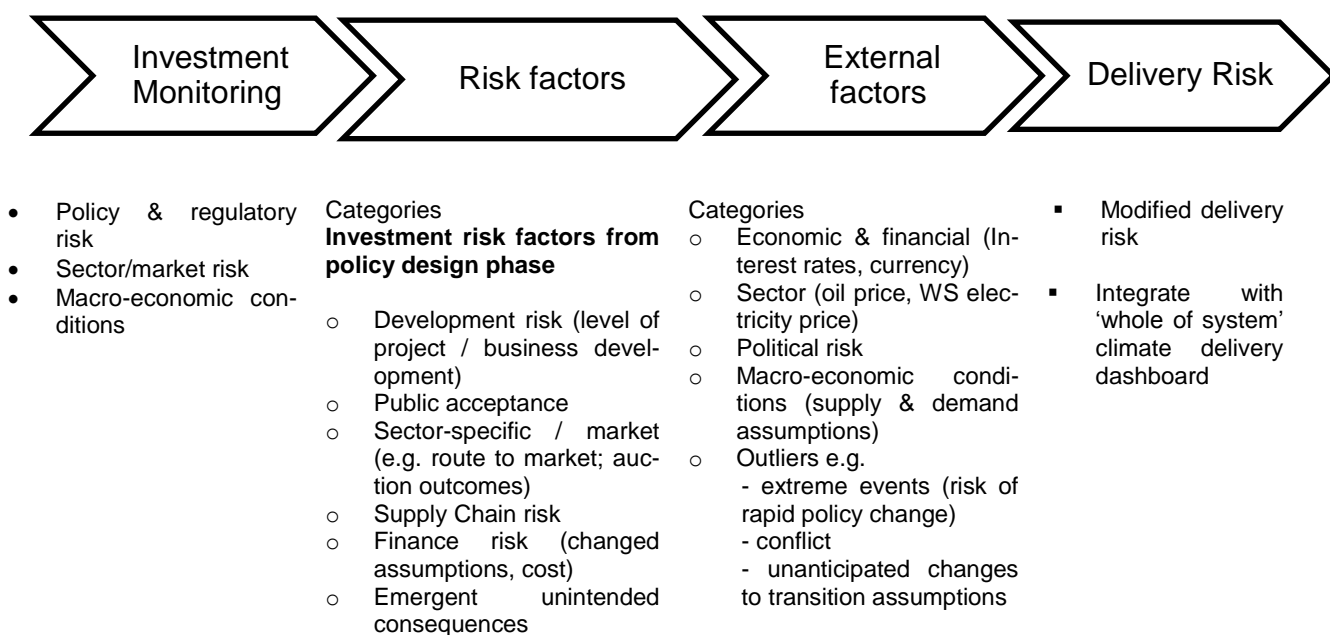 Investment
Monitoring
Risk factors
External
factors
Delivery Risk
• Policy & regulatory
risk
• Sector/market risk
• Macro-economic con-
ditions
Categories
Investment risk factors from
policy design phase
o Development risk (level of
project / business devel-
opment)
o Public acceptance
o Sector-specific / market
(e.g. route to market; auc-
tion outcomes)
o Supply Chain risk
o Finance risk (changed
assumptions, cost)
o Emergent unintended
consequences
Categories
o Economic & financial (In-
terest rates, currency)
o Sector (oil price, WS elec-
tricity price)
o Political risk
o Macro-economic condi-
tions (supply & demand
assumptions)
o Outliers e.g.
- extreme events (risk of
rapid policy change)
- conflict
- unanticipated changes
to transition assumptions
▪ Modified delivery
risk
▪ Integrate with
‘whole of system’
climate delivery
dashboard